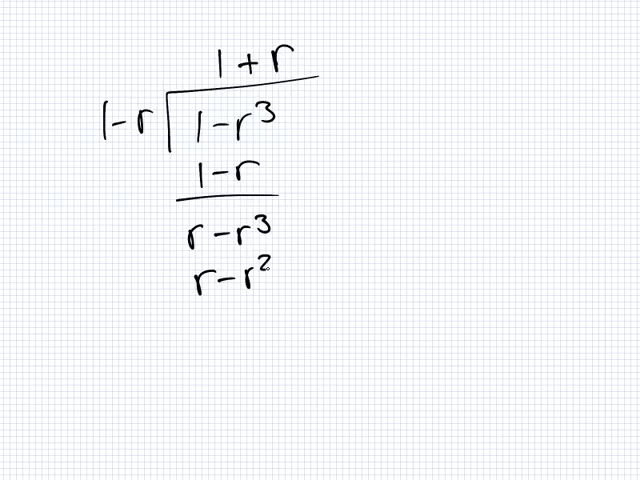 1 + r
1 - r 1 - r³
1 - r
r - r³
r - r²